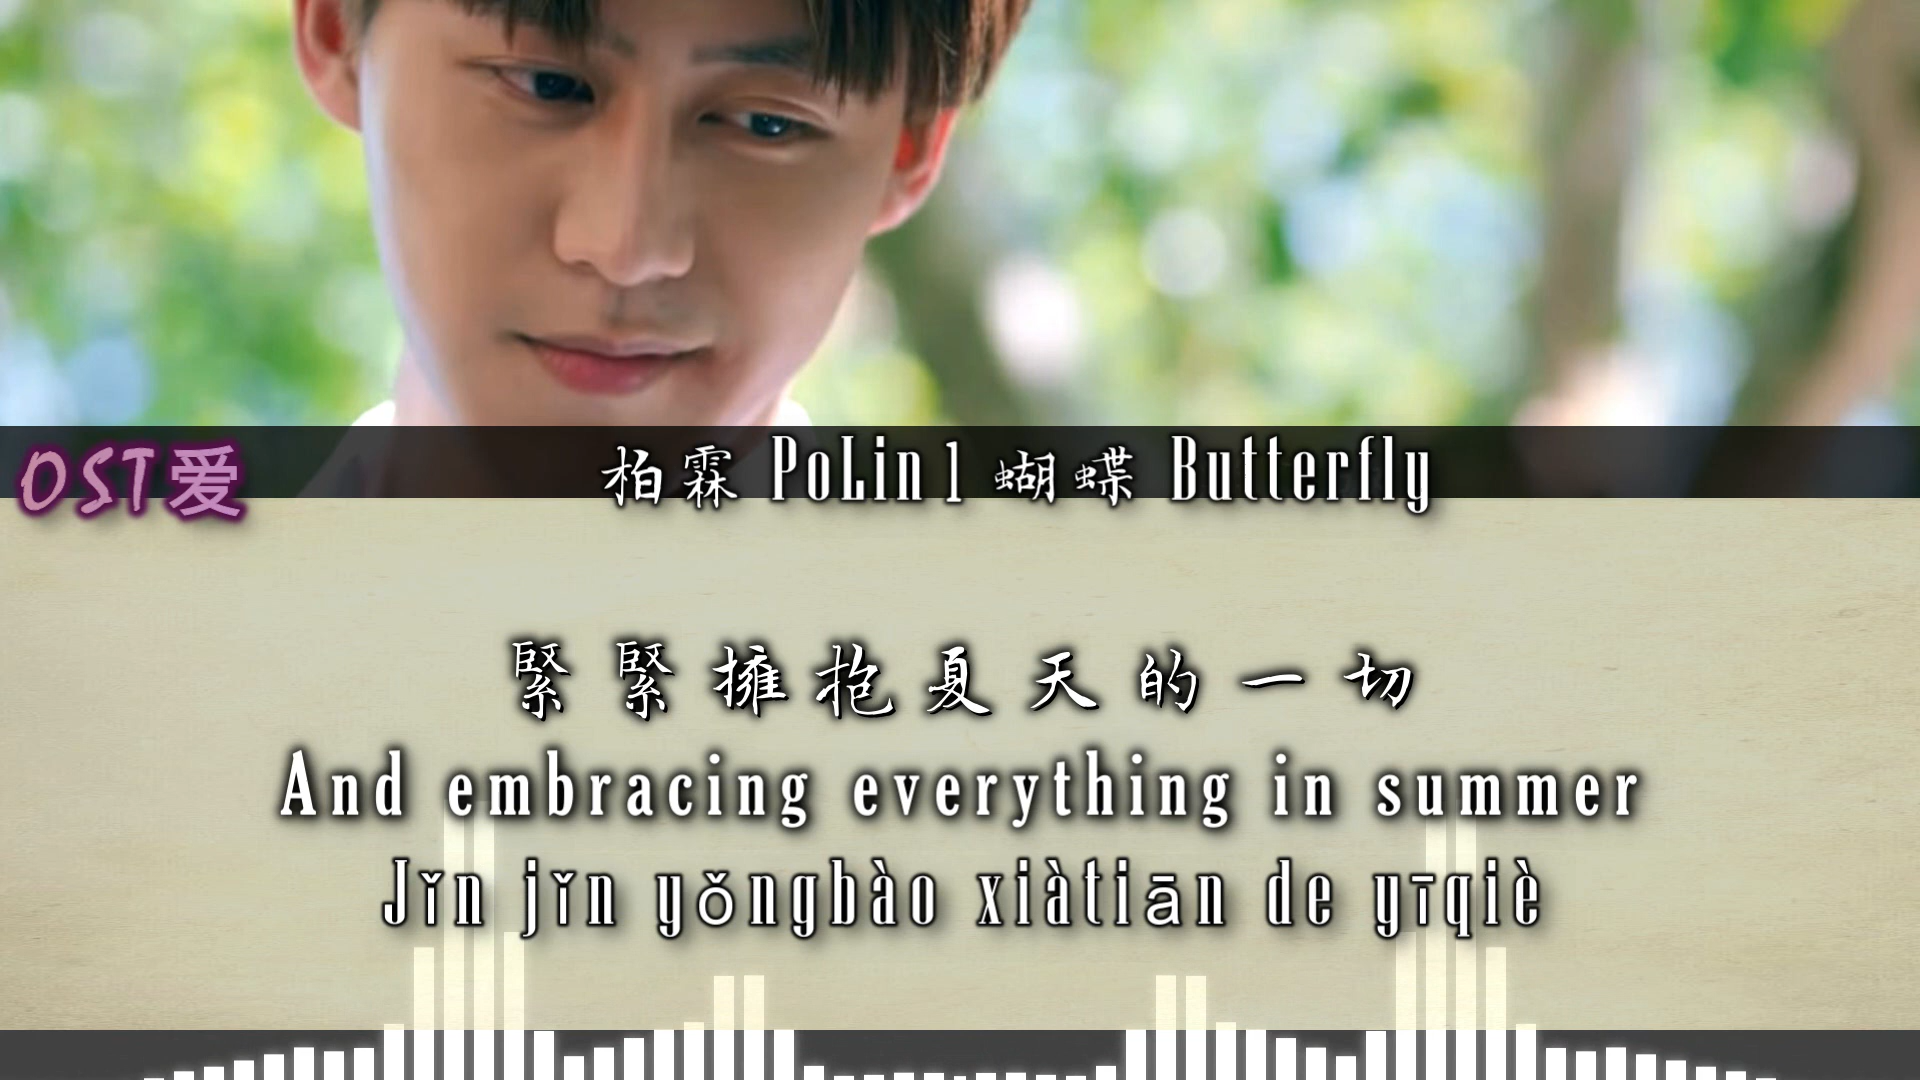 OST爱
柏霖 PoLin1 蝴蝶 Butterfly
緊緊擁抱夏天的一切
And embracing everything in summer
Jǐn jǐn yǒngbào xiàtiān de yīqiè